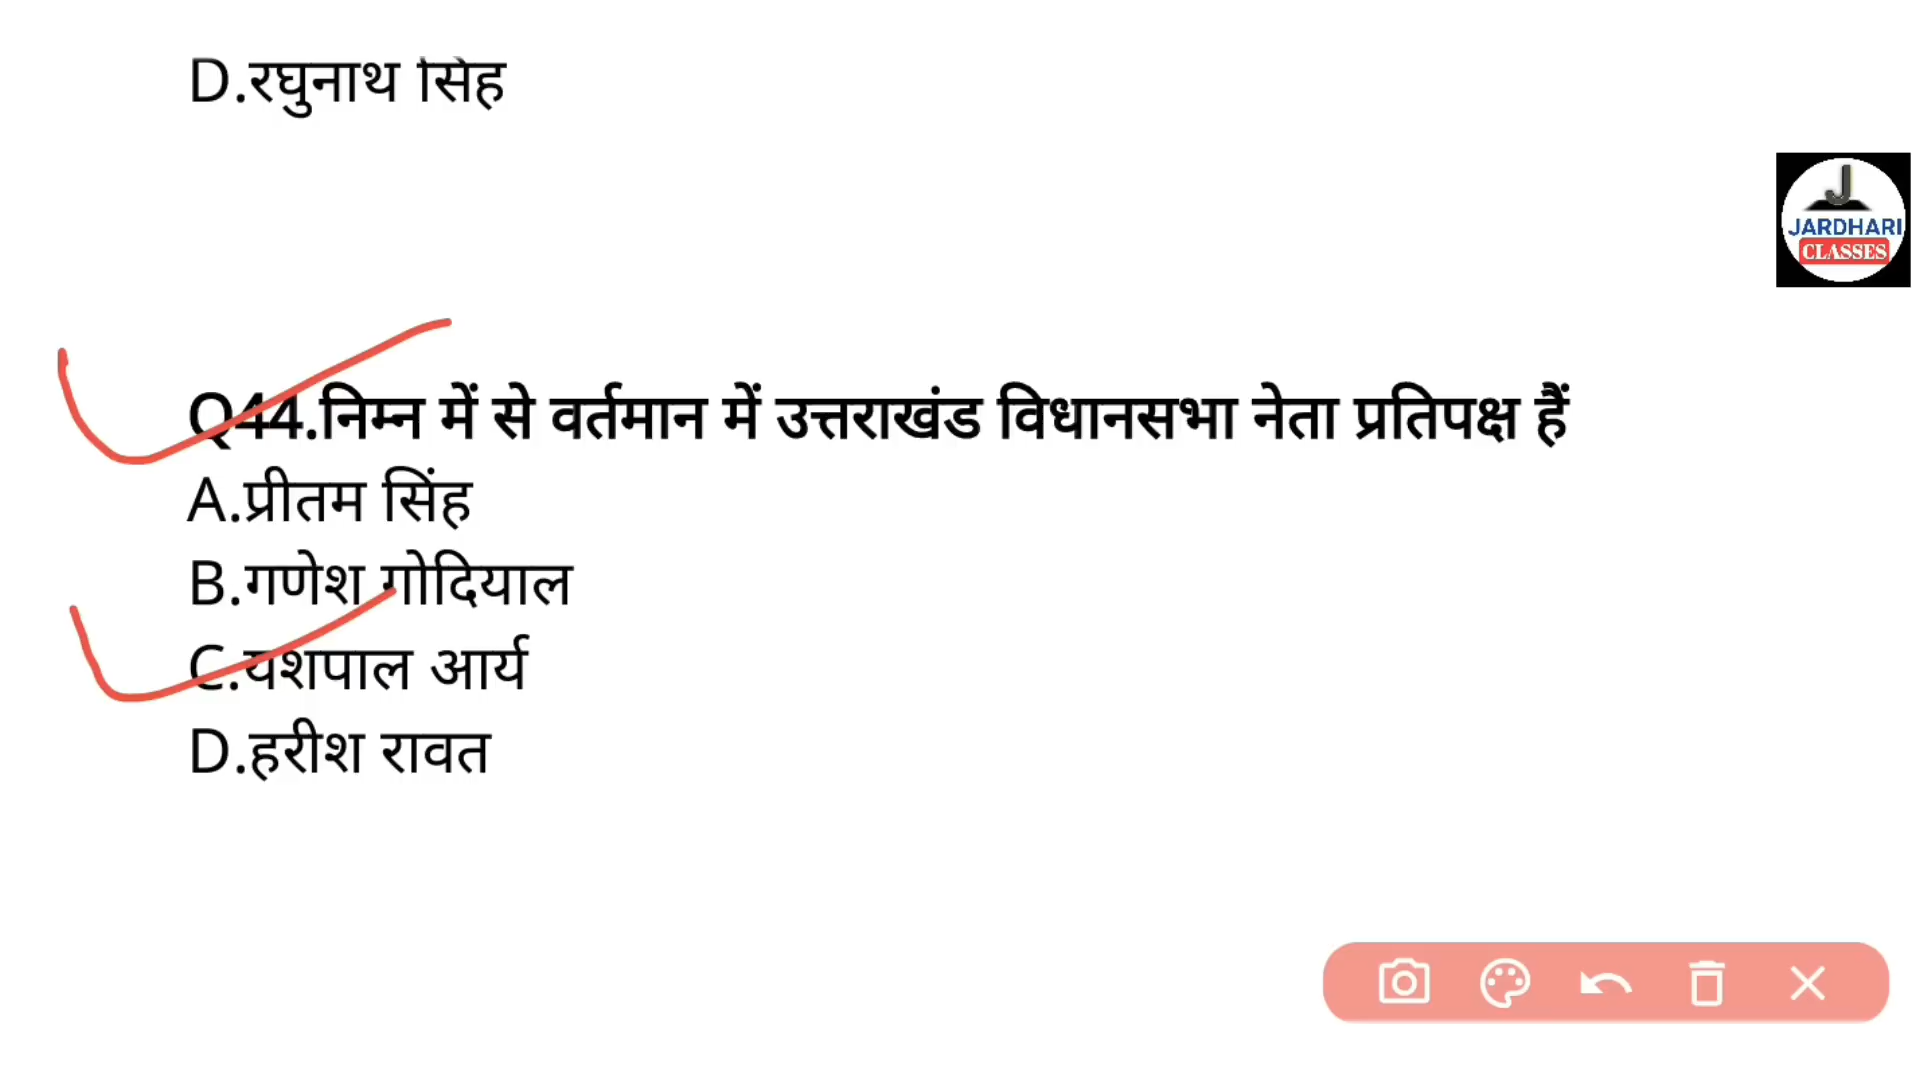 D.रघुनाथ सिंह
J
JARDHARI
CLASSES
Q44.निम्न में से वर्तमान में उत्तराखंड विधानसभा नेता प्रतिपक्ष हैं
A.प्रीतम सिंह
B.गणेश गोदियाल
C.यशपाल आर्य
D.हरीश रावत